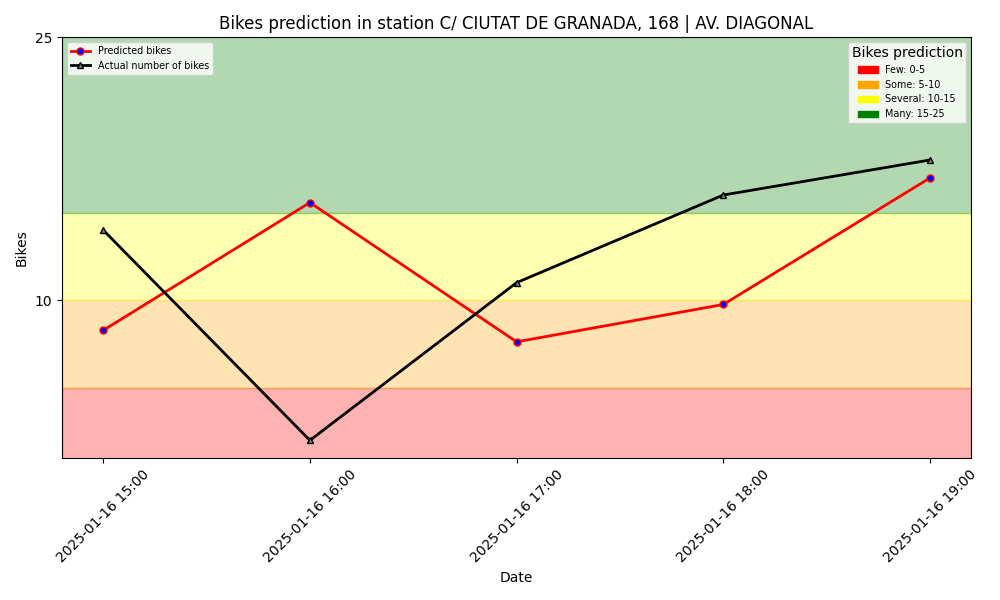 Bikes prediction in station C/ CIUTAT DE GRANADA, 168 | AV. DIAGONAL
25
10
Bikes
Predicted bikes
Actual number of bikes
Bikes prediction
Few: 0-5
Some: 5-10
Several: 10-15
Many: 15-25
2025-01-16 15:00
2025-01-16 16:00
2025-01-16 17:00
2025-01-16 18:00
2025-01-16 19:00
Date